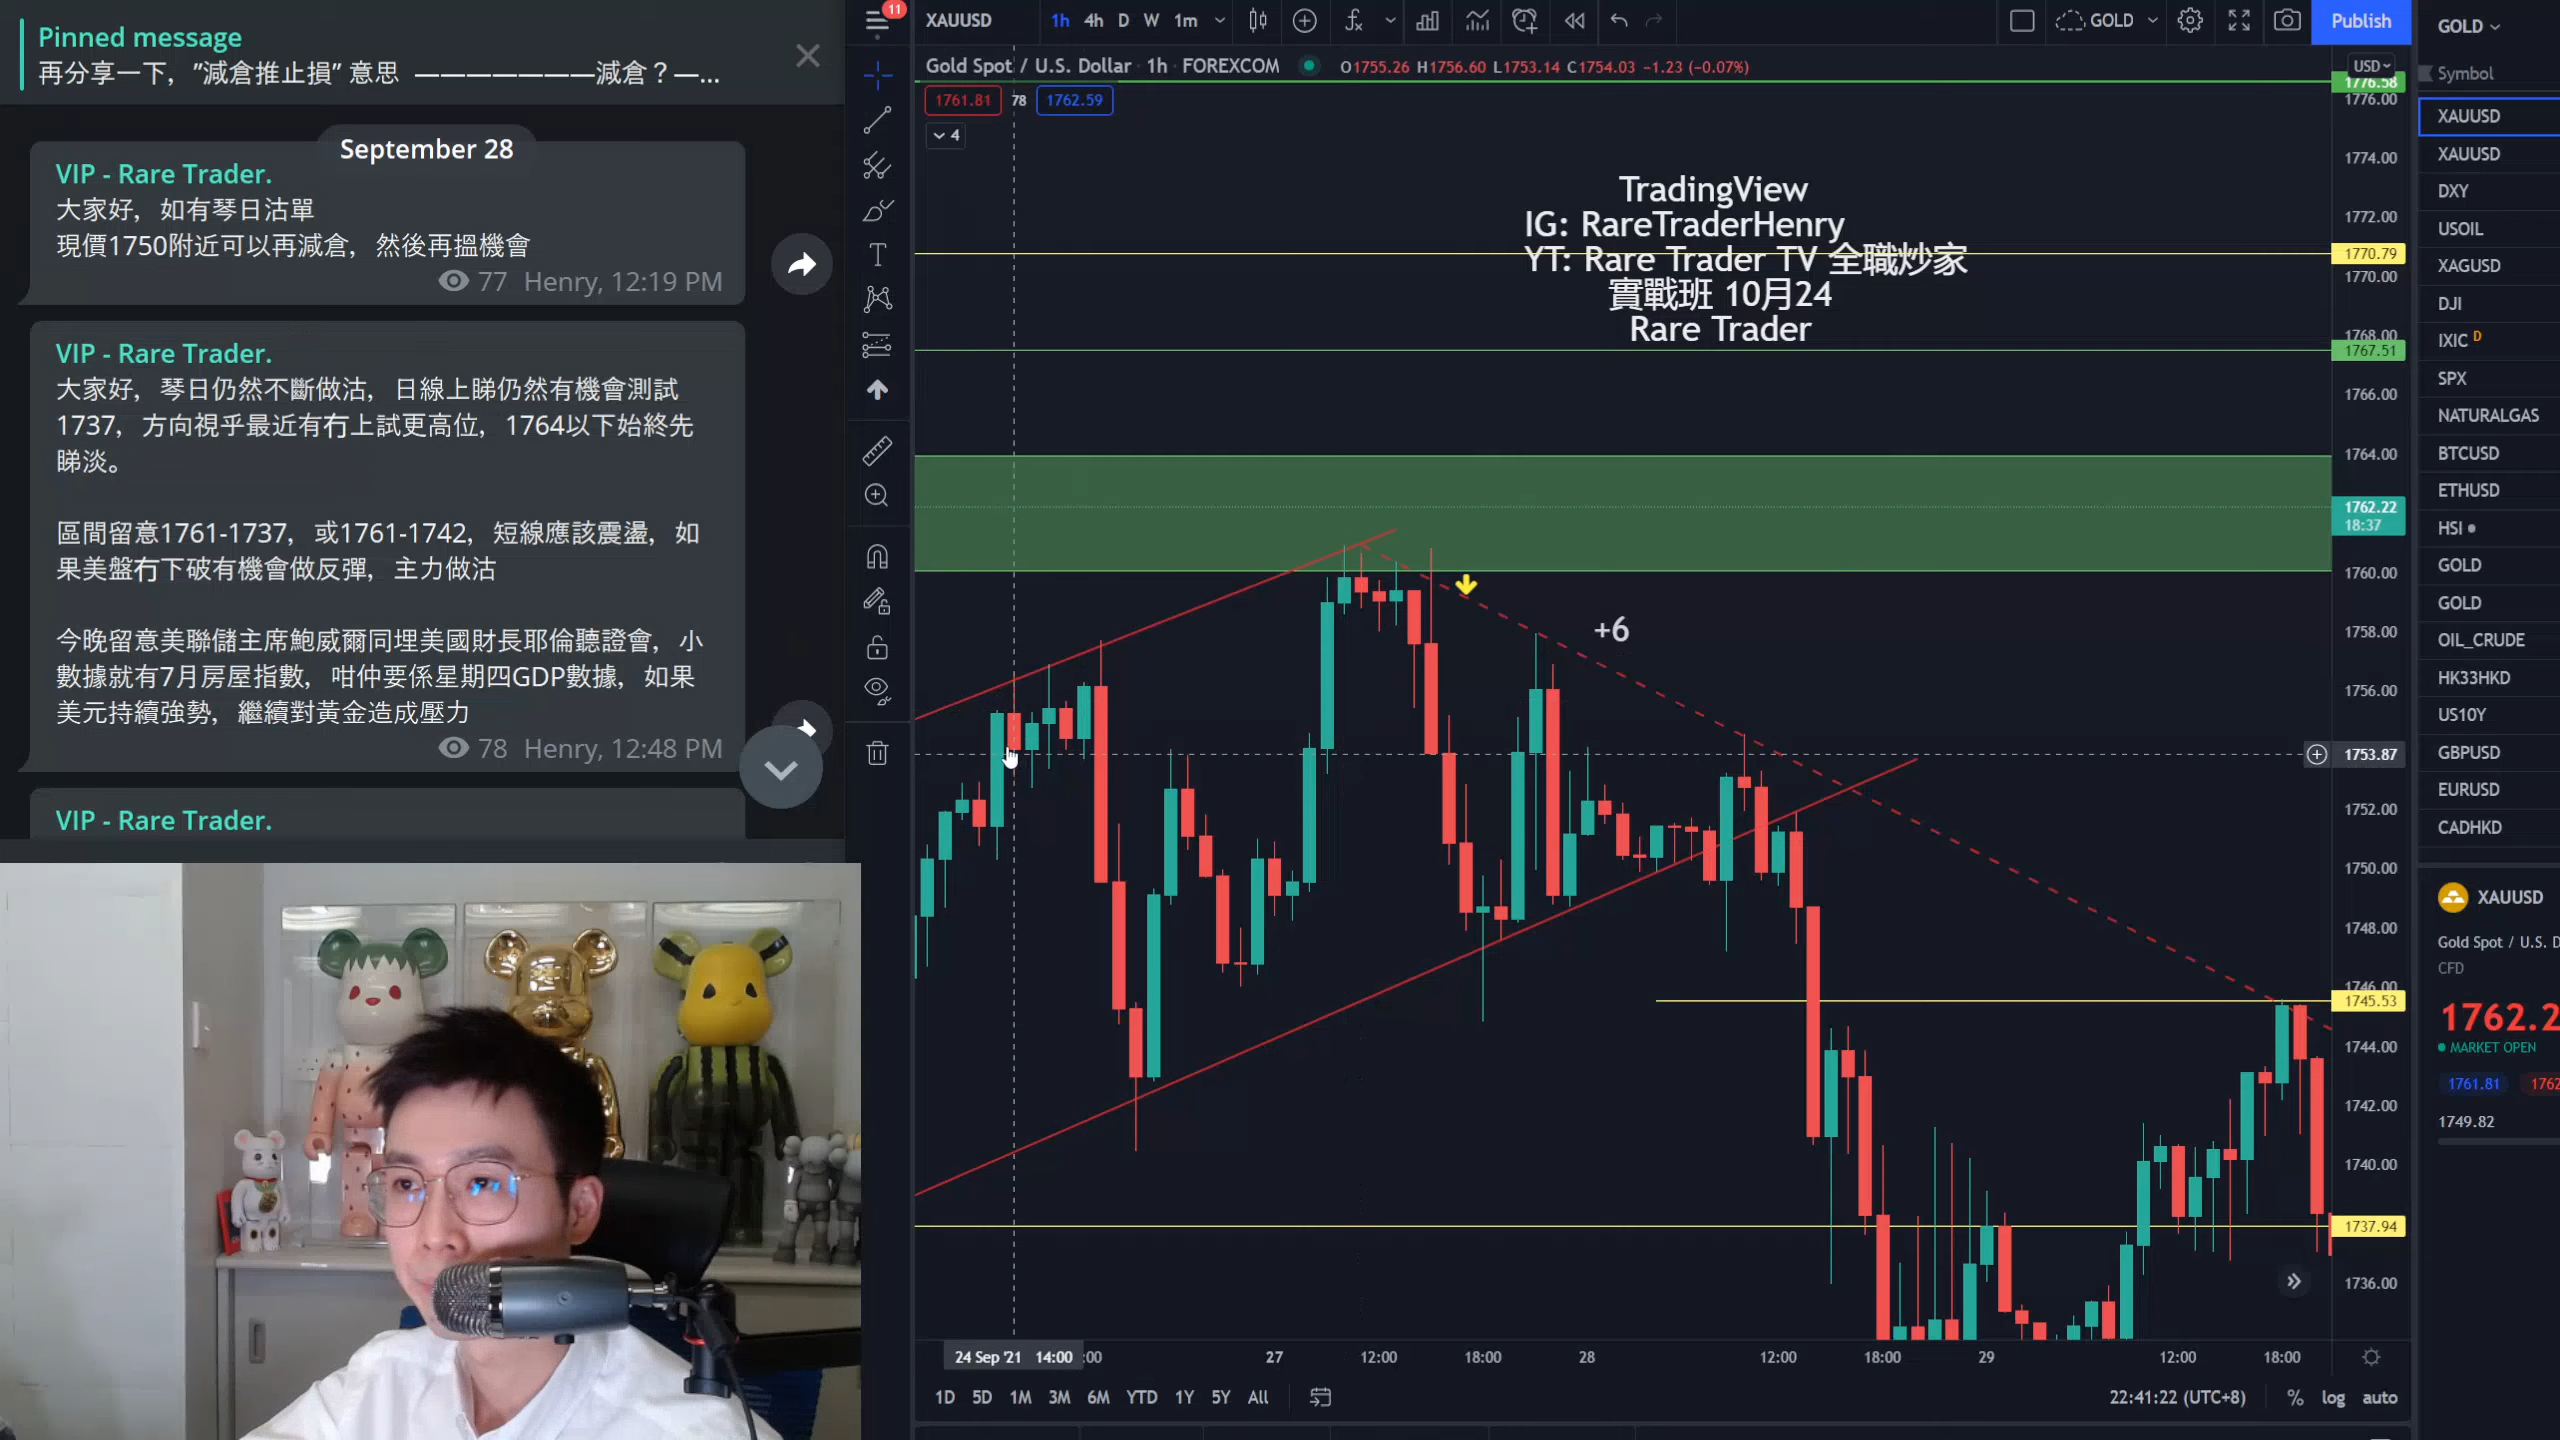 Pinned message
再分享一下，”減倉推止損” 意思 ———————減倉？—...
September 28
VIP - Rare Trader.
大家好，如有琴日沽單
現價1750附近可以再減倉，然後再搵機會
77 Henry, 12:19 PM
VIP - Rare Trader.
大家好，琴日仍然不斷做沽，日線上睇仍然有機會測試
1737，方向視乎最近有冇上試更高位，1764以下始終先
睇淡。
區間留意1761-1737，或1761-1742，短線應該震盪，如
果美盤冇下破有機會做反彈，主力做沽
今晚留意美聯儲主席鮑威爾同埋美國財長耶倫聽證會，小
數據就有7月房屋指數，咁仲要係星期四GDP數據，如果
美元持續強勢，繼續對黃金造成壓力
78 Henry, 12:48 PM
VIP - Rare Trader.
11
XAUUSD 1h 4h D W 1m
GOLD
Publish
Gold Spot / U.S. Dollar · 1h · FOREXCOM
O1755.26 H1756.60 L1753.14 C1754.03 −1.23 (−0.07%)
1761.81 78 1762.59
4
TradingView
IG: RareTraderHenry
YT: Rare Trader TV 全職炒家
實戰班 10月24
Rare Trader
+6
USD
1776.58
1776.00
1774.00
1772.00
1770.79
1770.00
1768.00
1767.51
1766.00
1764.00
1762.22
18:37
1760.00
1758.00
1756.00
1753.87
1752.00
1750.00
1748.00
1746.00
1745.53
1744.00
1742.00
1740.00
1737.94
1736.00
24 Sep '21 14:00 :00 27 12:00 18:00 28 12:00 18:00 29 12:00 18:00
1D 5D 1M 3M 6M YTD 1Y 5Y All
22:41:22 (UTC+8) % log auto
GOLD
Symbol
XAUUSD
XAUUSD
DXY
USOIL
XAGUSD
DJI
IXIC D
SPX
NATURALGAS
BTCUSD
ETHUSD
HSI
GOLD
GOLD
OIL_CRUDE
HK33HKD
US10Y
GBPUSD
EURUSD
CADHKD
XAUUSD
Gold Spot / U.S. D
CFD
1762.2
MARKET OPEN
1761.81 1762
1749.82